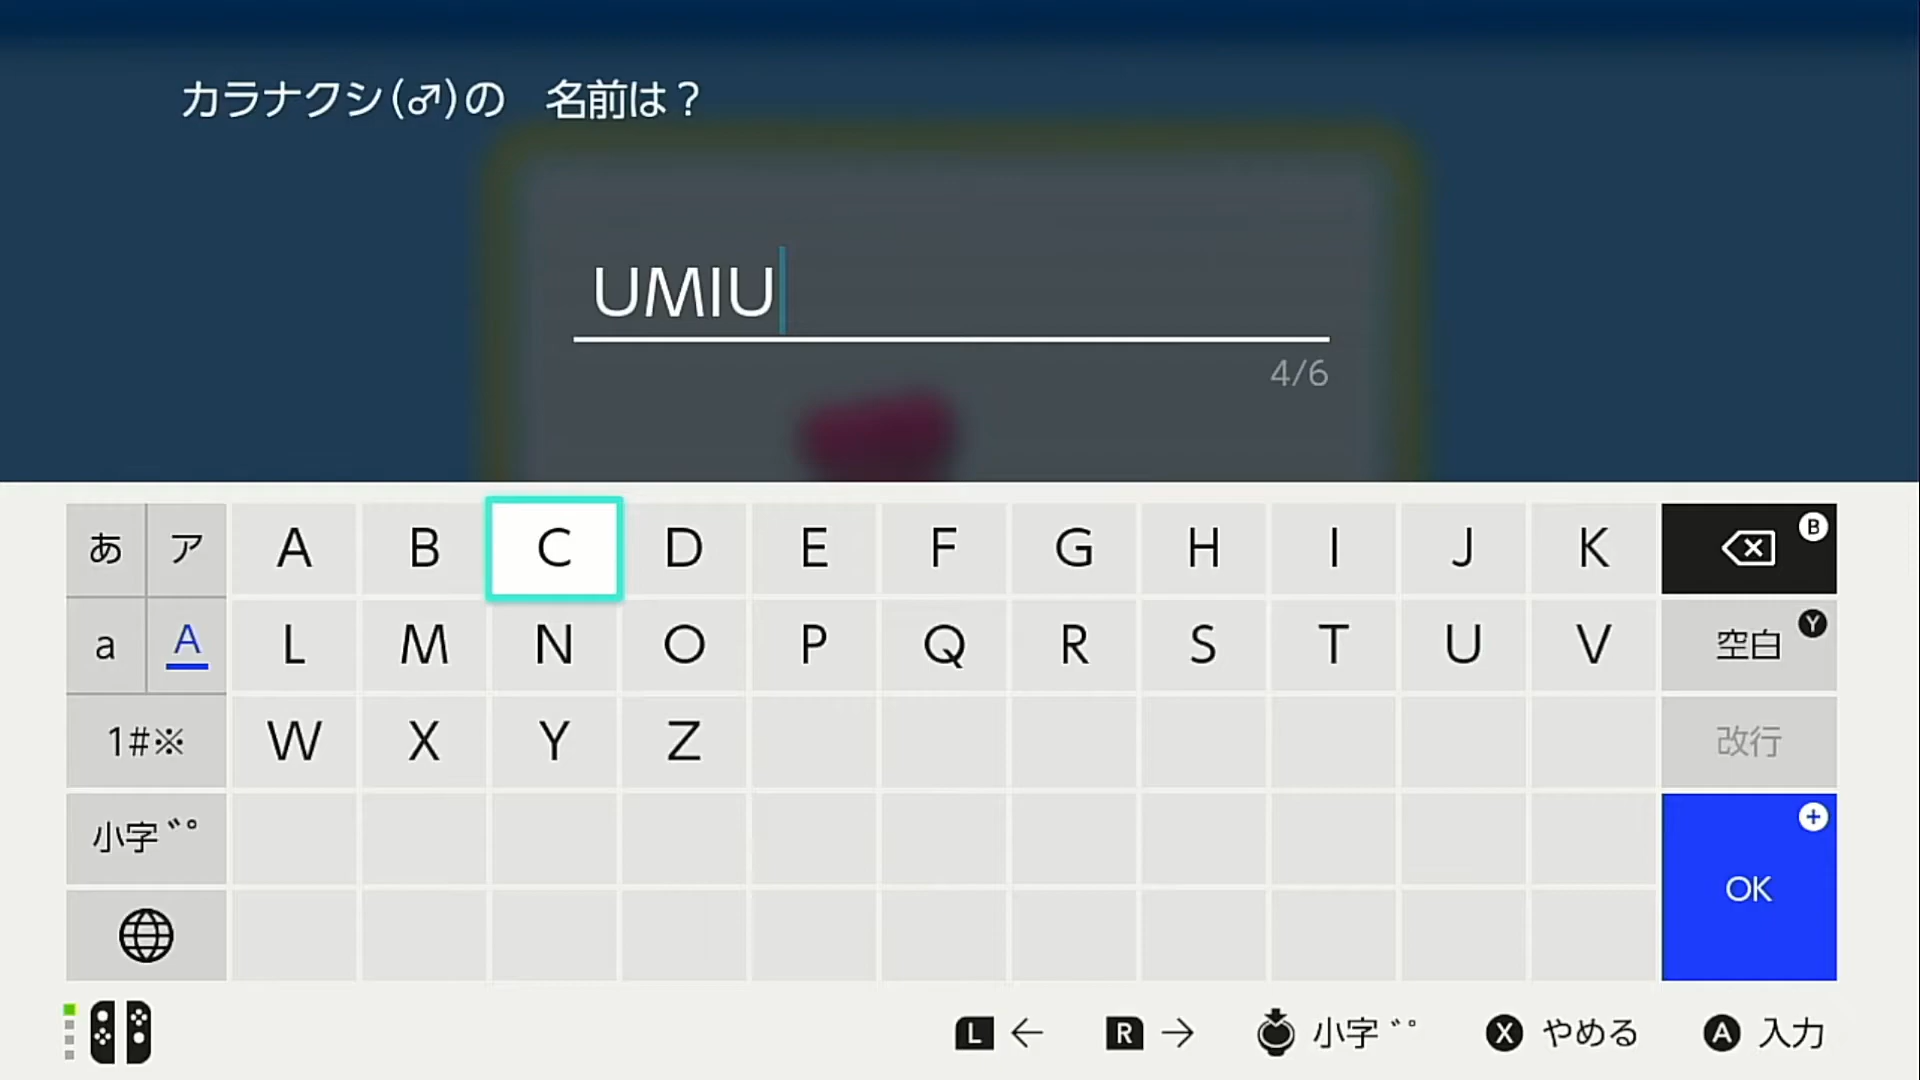 カラナクシ(♂)の　名前は？
UMIU
4/6
あ ア A B C D E F G H I J K B
a A L M N O P Q R S T U V 空白 Y
1#※ W X Y Z 改行
小字 ゛゜ +
OK
L ← R → 小字 ゛゜ X やめる A 入力